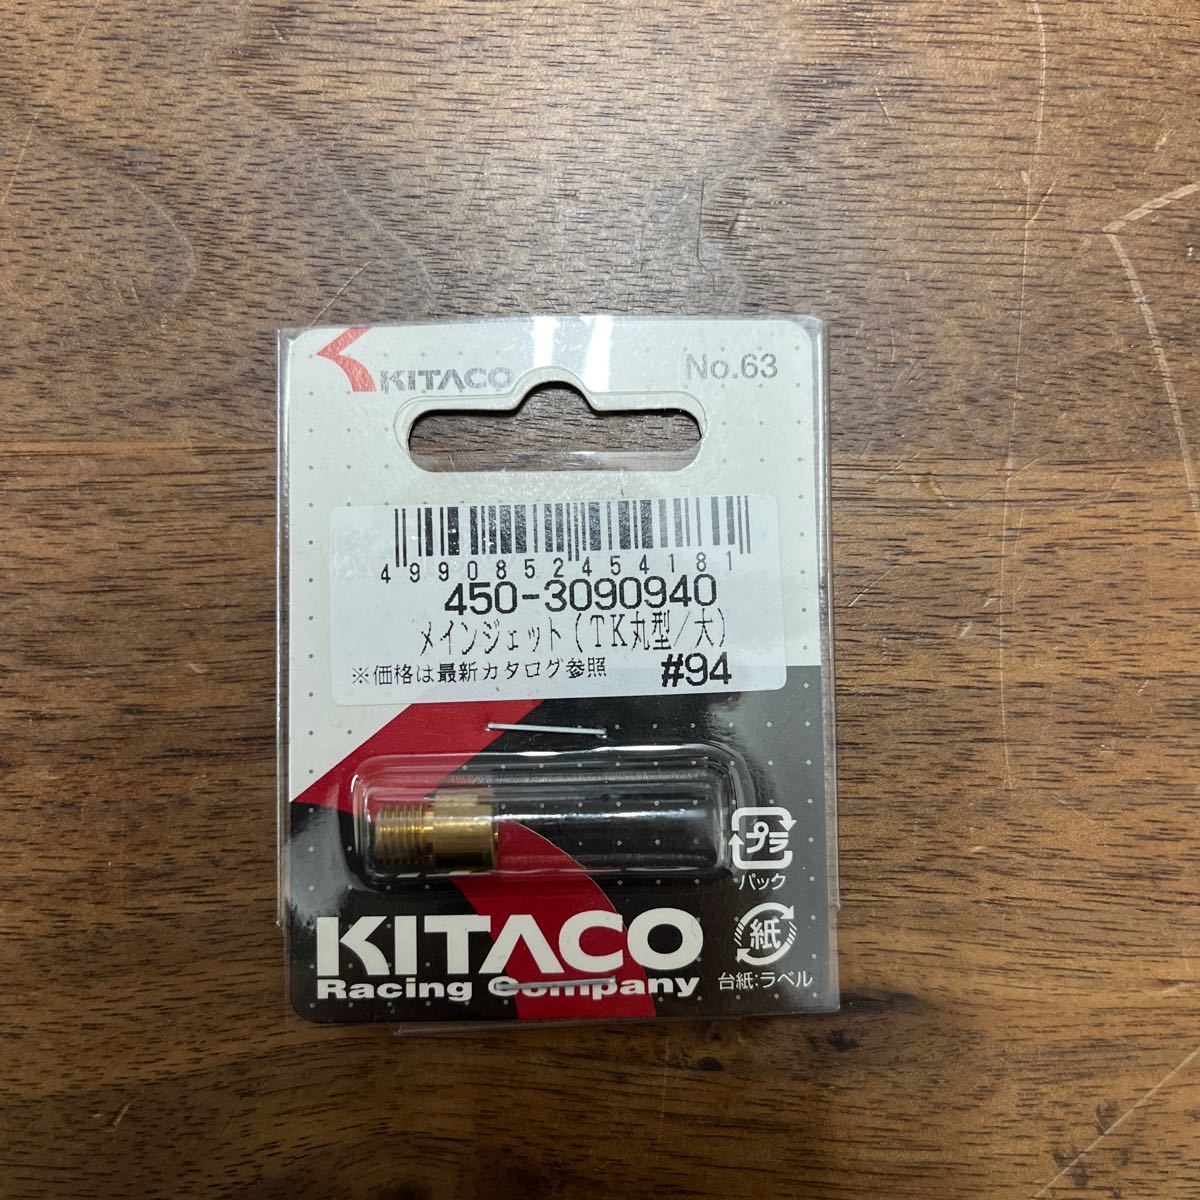 KITACO
No.63
4990852454181
450-3090940
メインジェット(TK丸型/大)
※価格は最新カタログ参照 #94
プラ
パック
KITACO
Racing Company
紙
台紙:ラベル